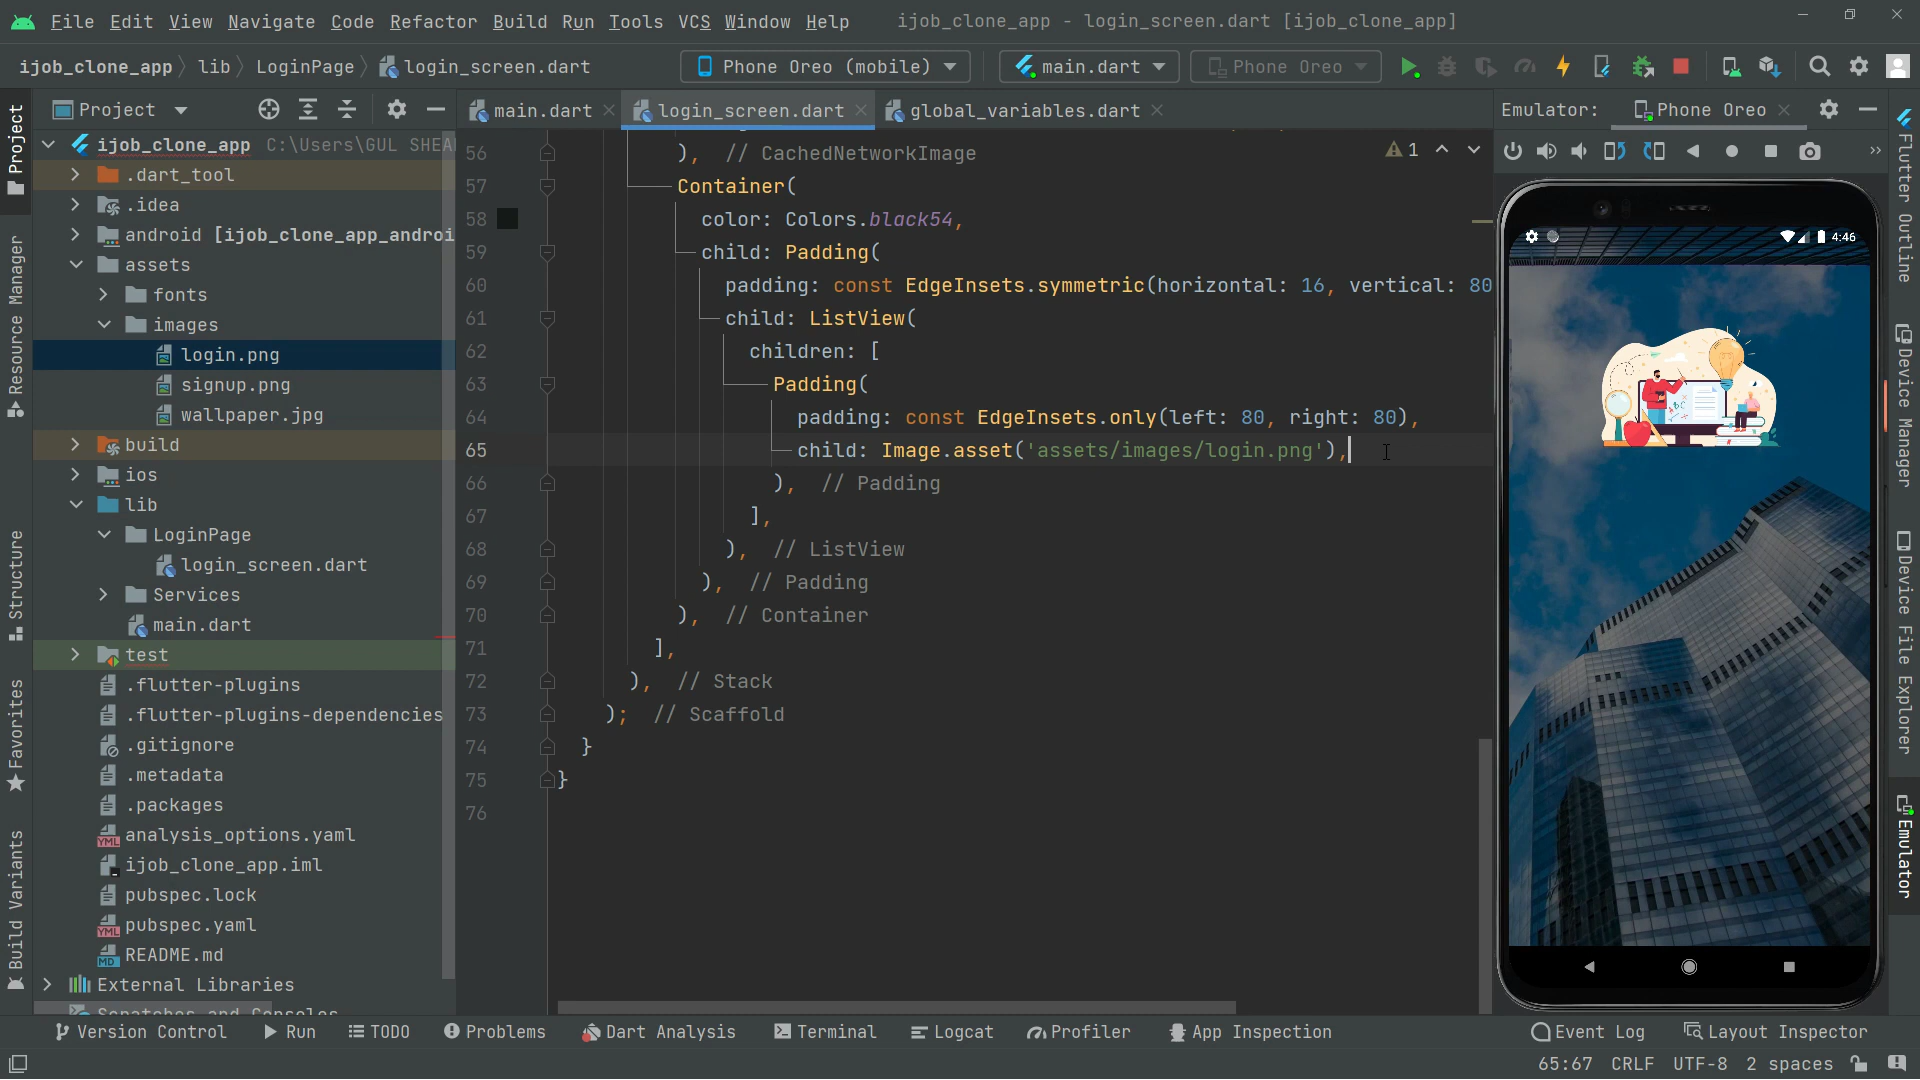 File Edit View Navigate Code Refactor Build Run Tools VCS Window Help ijob_clone_app - login_screen.dart [ijob_clone_app]
ijob_clone_app lib LoginPage login_screen.dart Phone Oreo (mobile) main.dart Phone Oreo
Project main.dart login_screen.dart global_variables.dart Emulator: Phone Oreo
ijob_clone_app C:\Users\GUL
.dart_tool
.idea
android [ijob_clone_app_androi
assets
fonts
images
login.png
signup.png
wallpaper.jpg
build
ios
lib
LoginPage
login_screen.dart
Services
main.dart
test
.flutter-plugins
.flutter-plugins-dependencies
.gitignore
.metadata
.packages
analysis_options.yaml
ijob_clone_app.iml
pubspec.lock
pubspec.yaml
README.md
External Libraries
Scratches and Consoles
Project
Resource Manager
Structure
Favorites
Build Variants
56 ), // CachedNetworkImage
57 Container(
58 color: Colors.black54,
59 child: Padding(
60 padding: const EdgeInsets.symmetric(horizontal: 16, vertical: 80
61 child: ListView(
62 children: [
63 Padding(
64 padding: const EdgeInsets.only(left: 80, right: 80),
65 child: Image.asset('assets/images/login.png'),
66 ), // Padding
67 ],
68 ), // ListView
69 ), // Padding
70 ), // Container
71 ],
72 ), // Stack
73 ); // Scaffold
74 }
75 }
76
1
4:46
Flutter Outline
Device Manager
Device File Explorer
Emulator
Version Control Run TODO Problems Dart Analysis Terminal Logcat Profiler App Inspection Event Log Layout Inspector
65:67 CRLF UTF-8 2 spaces